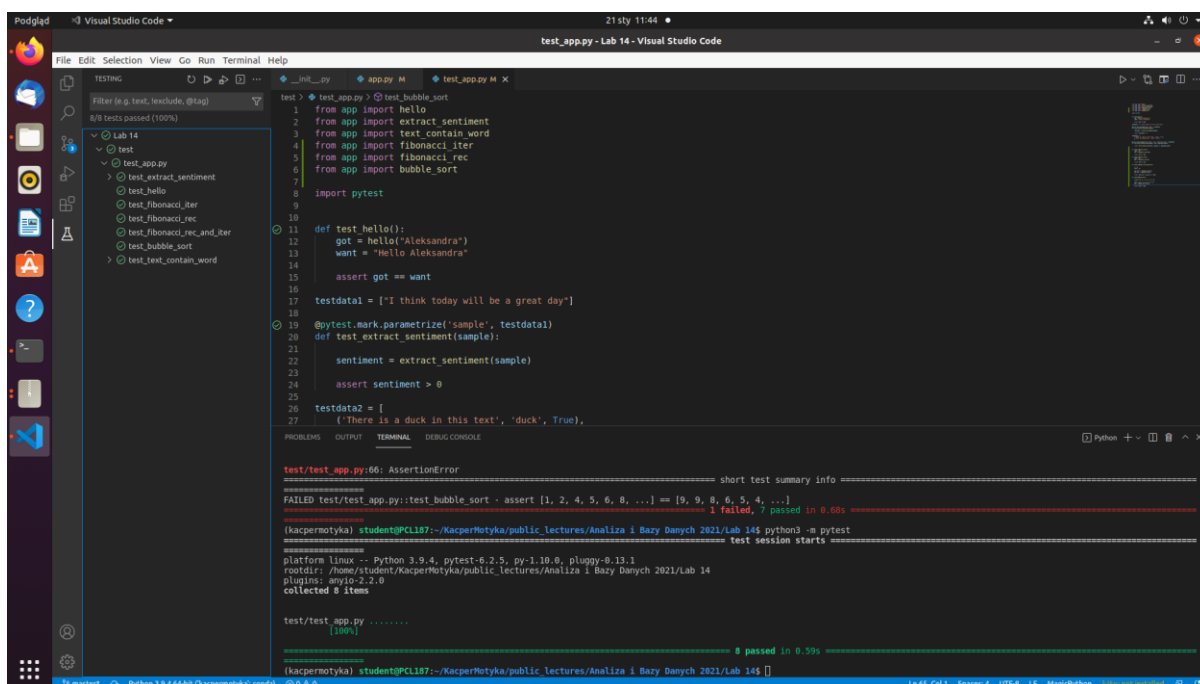 Podgląd
Visual Studio Code
21 sty 11:44
test_app.py - Lab 14 - Visual Studio Code
File Edit Selection View Go Run Terminal Help
TESTING
Filter (e.g. text, !exclude, @tag)
8/8 tests passed (100%)
Lab 14
test
test_app.py
test_extract_sentiment
test_hello
test_fibonacci_iter
test_fibonacci_rec
test_fibonacci_rec_and_iter
test_bubble_sort
test_text_contain_word
__init__.py app.py M test_app.py M
test > test_app.py > test_bubble_sort
1 from app import hello
2 from app import extract_sentiment
3 from app import text_contain_word
4 from app import fibonacci_iter
5 from app import fibonacci_rec
6 from app import bubble_sort
7
8 import pytest
9
10
11 def test_hello():
12 got = hello("Aleksandra")
13 want = "Hello Aleksandra"
14
15 assert got == want
16
17 testdata1 = ["I think today will be a great day"]
18
19 @pytest.mark.parametrize('sample', testdata1)
20 def test_extract_sentiment(sample):
21
22 sentiment = extract_sentiment(sample)
23
24 assert sentiment > 0
25
26 testdata2 = [
27 ('There is a duck in this text', 'duck', True),
PROBLEMS OUTPUT TERMINAL DEBUG CONSOLE
Python
test/test_app.py:66: AssertionError
short test summary info
FAILED test/test_app.py::test_bubble_sort - assert [1, 2, 4, 5, 6, 8, ...] == [9, 9, 8, 6, 5, 4, ...]
1 failed, 7 passed in 0.68s
(kacpermotyka) student@PCL187:~/KacperMotyka/public_lectures/Analiza i Bazy Danych 2021/Lab 14$ python3 -m pytest
test session starts
platform linux -- Python 3.9.4, pytest-6.2.5, py-1.10.0, pluggy-0.13.1
rootdir: /home/student/KacperMotyka/public_lectures/Analiza i Bazy Danych 2021/Lab 14
plugins: anyio-2.2.0
collected 8 items
test/test_app.py ........
[100%]
8 passed in 0.59s
(kacpermotyka) student@PCL187:~/KacperMotyka/public_lectures/Analiza i Bazy Danych 2021/Lab 14$